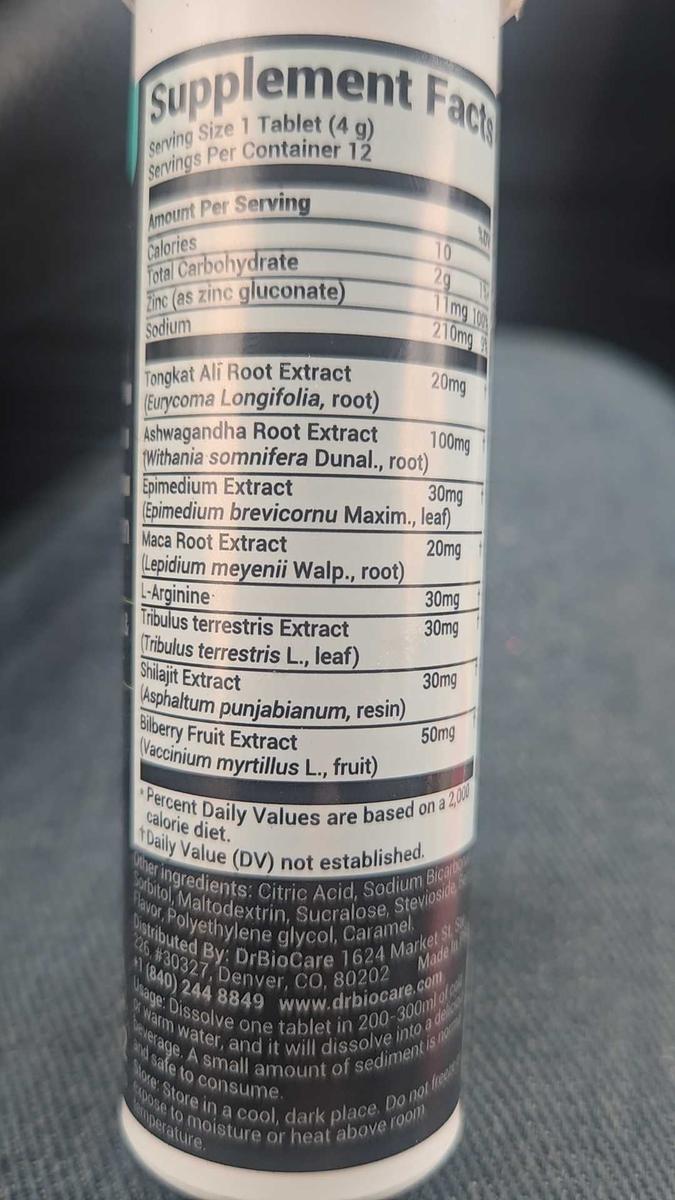 Supplement Facts
Serving Size 1 Tablet (4 g)
Servings Per Container 12
Amount Per Serving
Calories 10
Total Carbohydrate 2g 1%
Zinc (as zinc gluconate) 11mg 100%
Sodium 210mg 9%
Tongkat Ali Root Extract 20mg
(Eurycoma Longifolia, root)
Ashwagandha Root Extract 100mg †
(Withania somnifera Dunal., root)
Epimedium Extract 30mg †
(Epimedium brevicornu Maxim., leaf)
Maca Root Extract 20mg †
(Lepidium meyenii Walp., root)
L-Arginine 30mg †
Tribulus terrestris Extract 30mg †
(Tribulus terrestris L., leaf)
Shilajit Extract 30mg †
(Asphaltum punjabianum, resin)
Bilberry Fruit Extract 50mg †
(Vaccinium myrtillus L., fruit)
* Percent Daily Values are based on a 2,000
calorie diet.
†Daily Value (DV) not established.
Other ingredients: Citric Acid, Sodium
Sorbitol, Maltodextrin, Sucralose, Stevioside,
Flavor, Polyethylene glycol, Caramel.
Distributed By: DrBioCare 1624 Market St,
226, #30327, Denver, CO, 80202 Made In
+1 (840) 244 8849 www.drbiocare.com
Usage: Dissolve one tablet in 200-300ml of
or warm water, and it will dissolve into a
beverage. A small amount of sediment is
and safe to consume.
Store: Store in a cool, dark place. Do not
expose to moisture or heat above room
temperature.